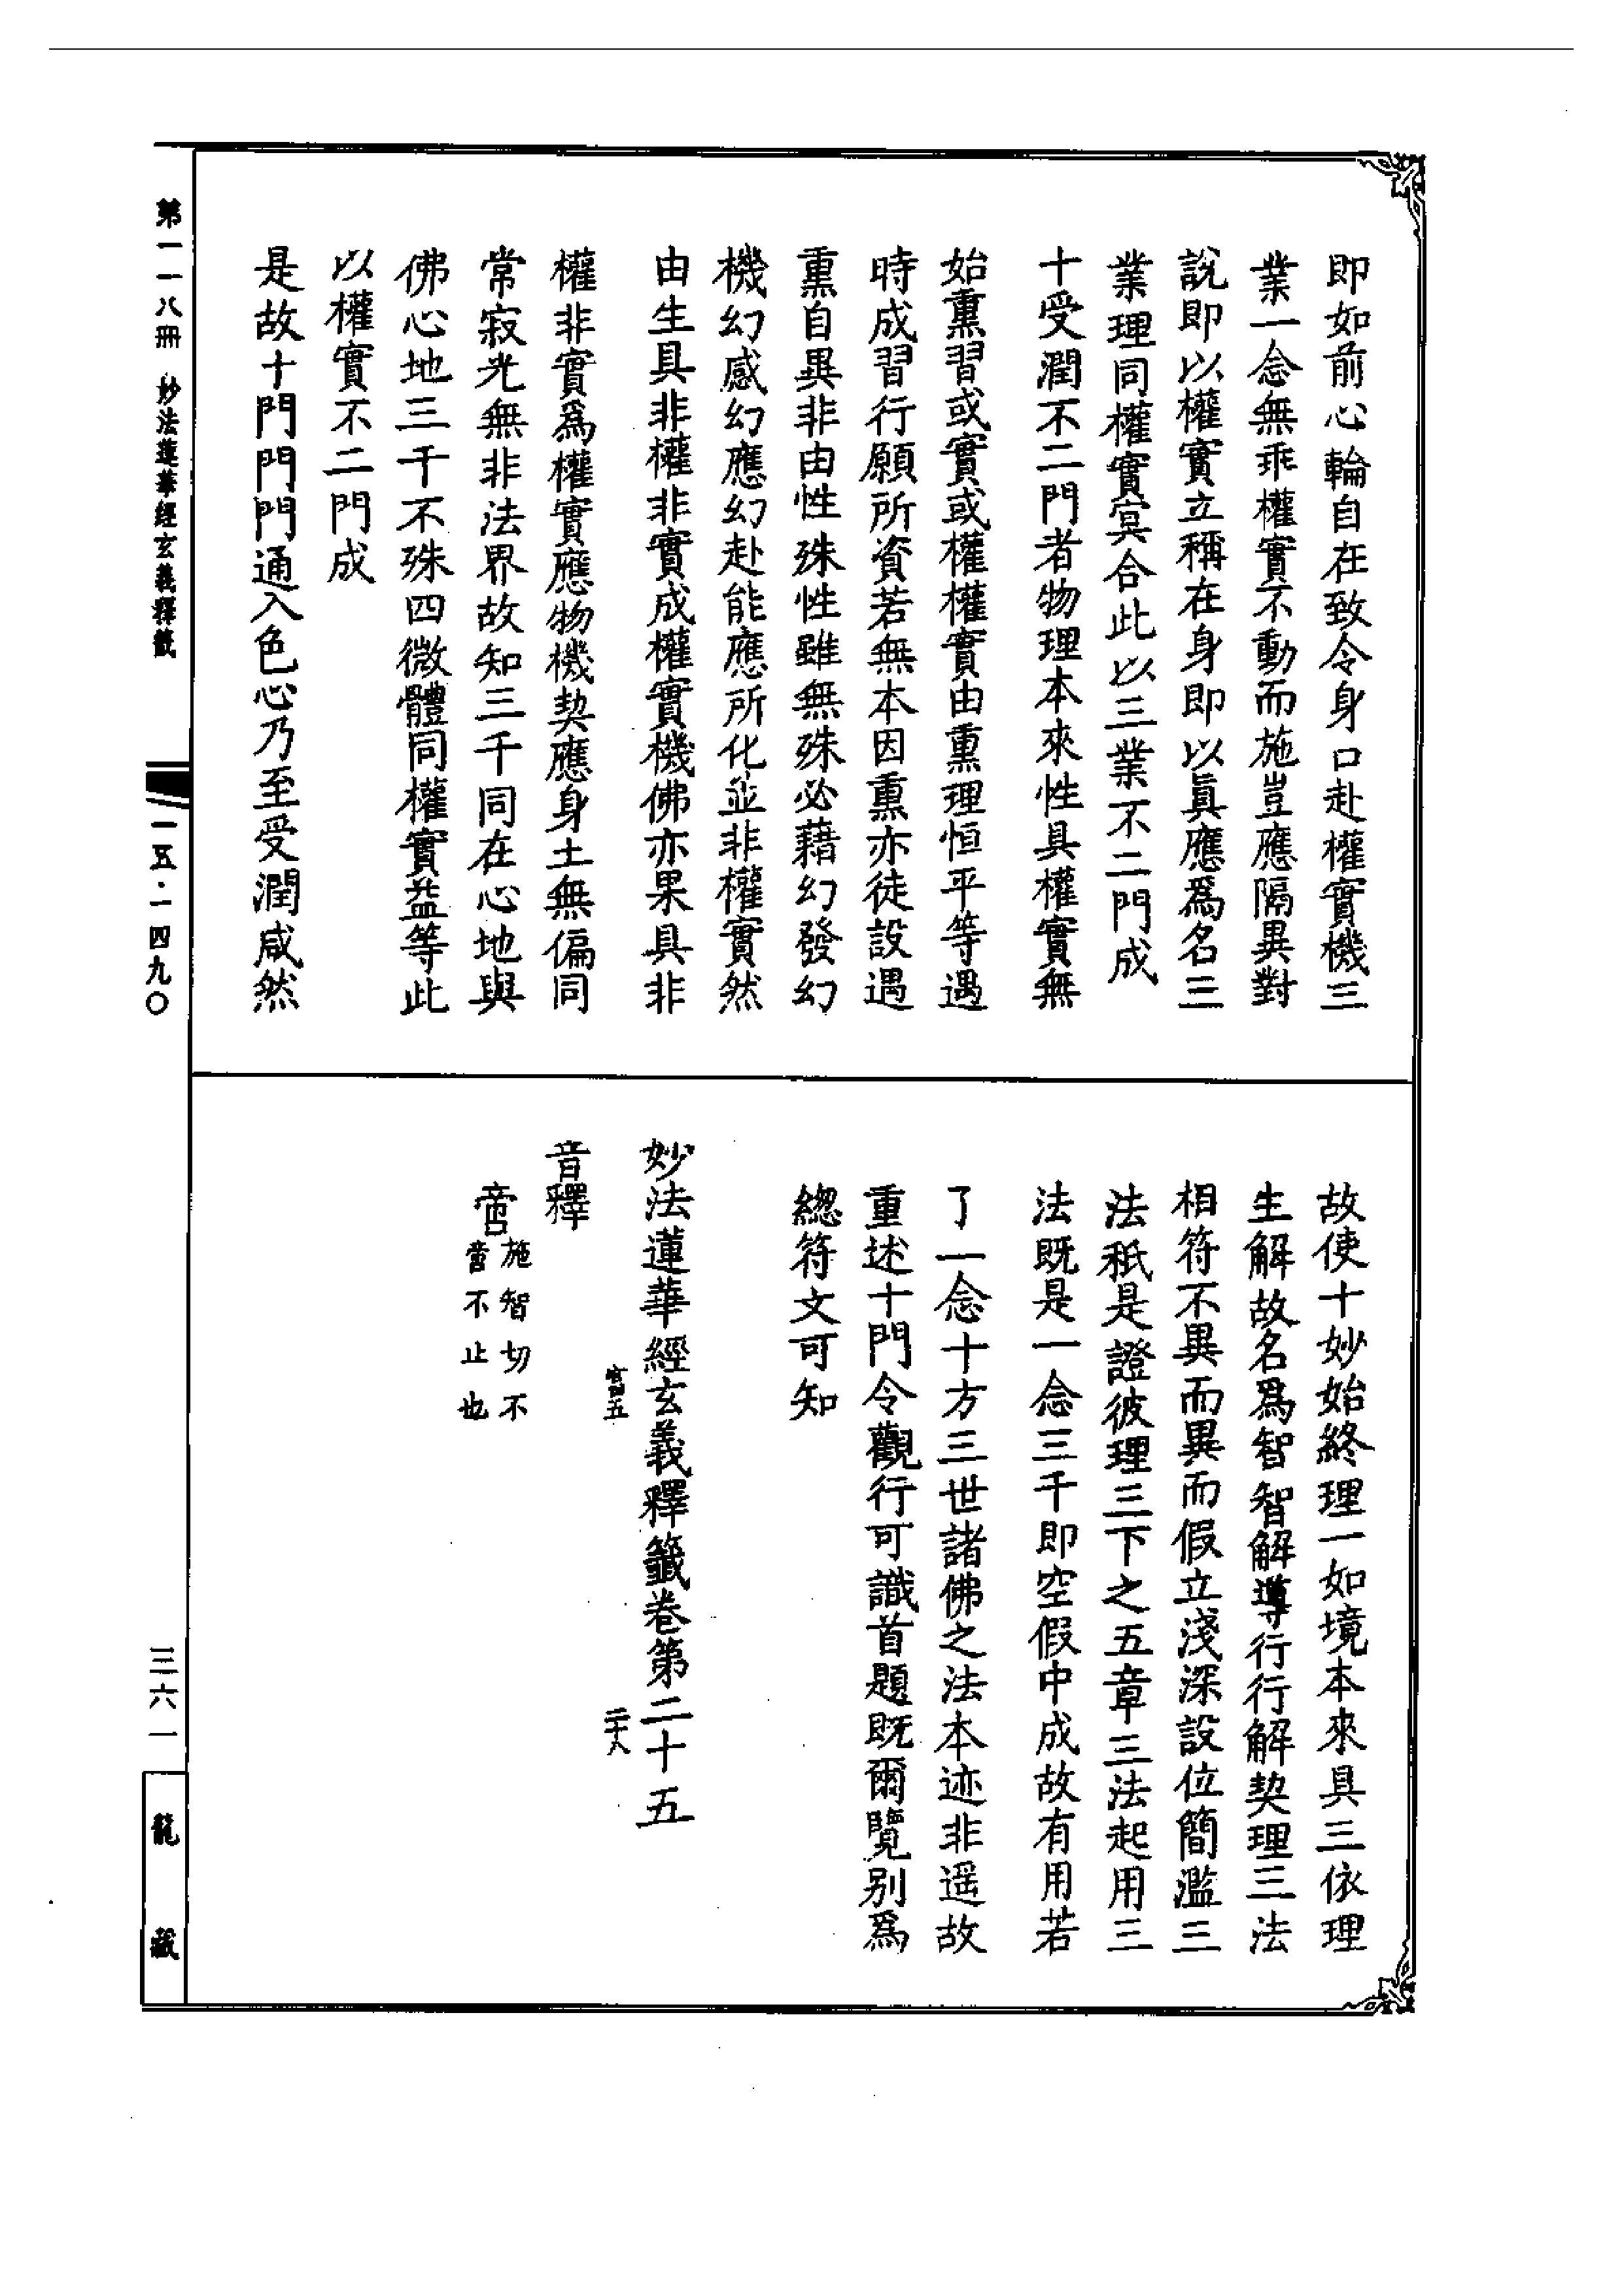 即如前心輪自在致令身口赴權實機三
業一念無乖權實不動而施豈應隔異對
說即以權實立稱在身即以眞應爲名三
業理同權實冥合此以三業不二門成
十受潤不二門者物理本來性具權實無
始熏習或實或權權實由熏理恒平等遇
時成習行願所資若無本因熏亦徒設遇
熏自異非由性殊性雖無殊必藉幻發幻
機幻感幻應幻赴能應所化並非權實然
由生具非權非實成權實機佛亦果具非
權非實爲權實應物機契應身土無偏同
常寂光無非法界故知三千同在心地與
佛心地三千不殊四微體同權實益等此
以權實不二門成
是故十門門門通入色心乃至受潤咸然
故使十妙始終理一如境本來具三依理
生解故名爲智智解導行行解契理三法
相符不異而異而假立淺深設位簡濫三
法秖是證彼理三下之五章三法起用三
法既是一念三千即空假中成故有用若
了一念十方三世諸佛之法本迹非遥故
重述十門令觀行可識首題既爾覽别爲
總符文可知
妙法蓮華經玄義釋籤卷第二十五
音釋
啻施智切不啻不止也
第一一八冊 妙法蓮華經玄義釋籤
一五一·一四九〇
三六一
龍藏